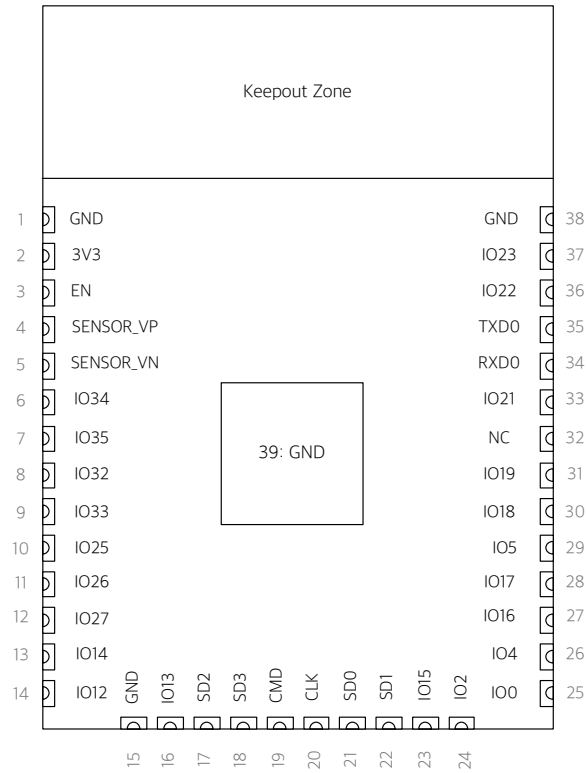 Keepout Zone
1 GND GND 38
2 3V3 IO23 37
3 EN IO22 36
4 SENSOR_VP TXD0 35
5 SENSOR_VN RXD0 34
6 IO34 IO21 33
7 IO35 NC 32
39: GND
8 IO32 IO19 31
9 IO33 IO18 30
10 IO25 IO5 29
11 IO26 IO17 28
12 IO27 IO16 27
13 IO14 IO4 26
14 IO12 IO0 25
GND IO13 SD2 SD3 CMD CLK SD0 SD1 IO15 IO2
15 16 17 18 19 20 21 22 23 24